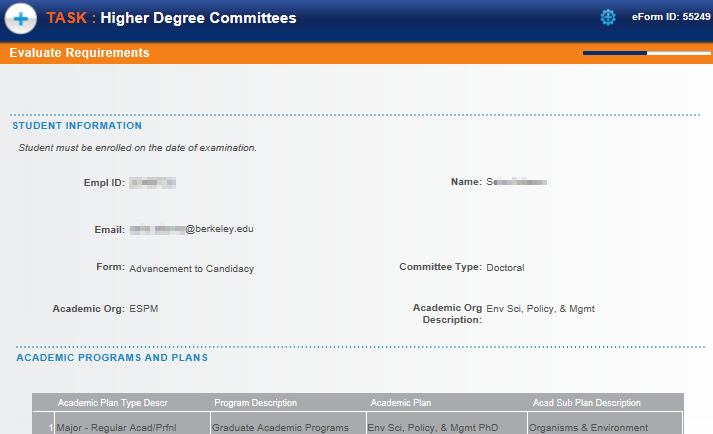 TASK : Higher Degree Committees eForm ID: 55249
Evaluate Requirements
STUDENT INFORMATION
Student must be enrolled on the date of examination.
Empl ID: Name:
Email: @berkeley.edu
Form: Advancement to Candidacy Committee Type: Doctoral
Academic Org: ESPM Academic Org Env Sci, Policy, & Mgmt
Description:
ACADEMIC PROGRAMS AND PLANS
Academic Plan Type Descr Program Description Academic Plan Acad Sub Plan Description
1 Major - Regular Acad/Prfnl Graduate Academic Programs Env Sci, Policy, & Mgmt PhD Organisms & Environment